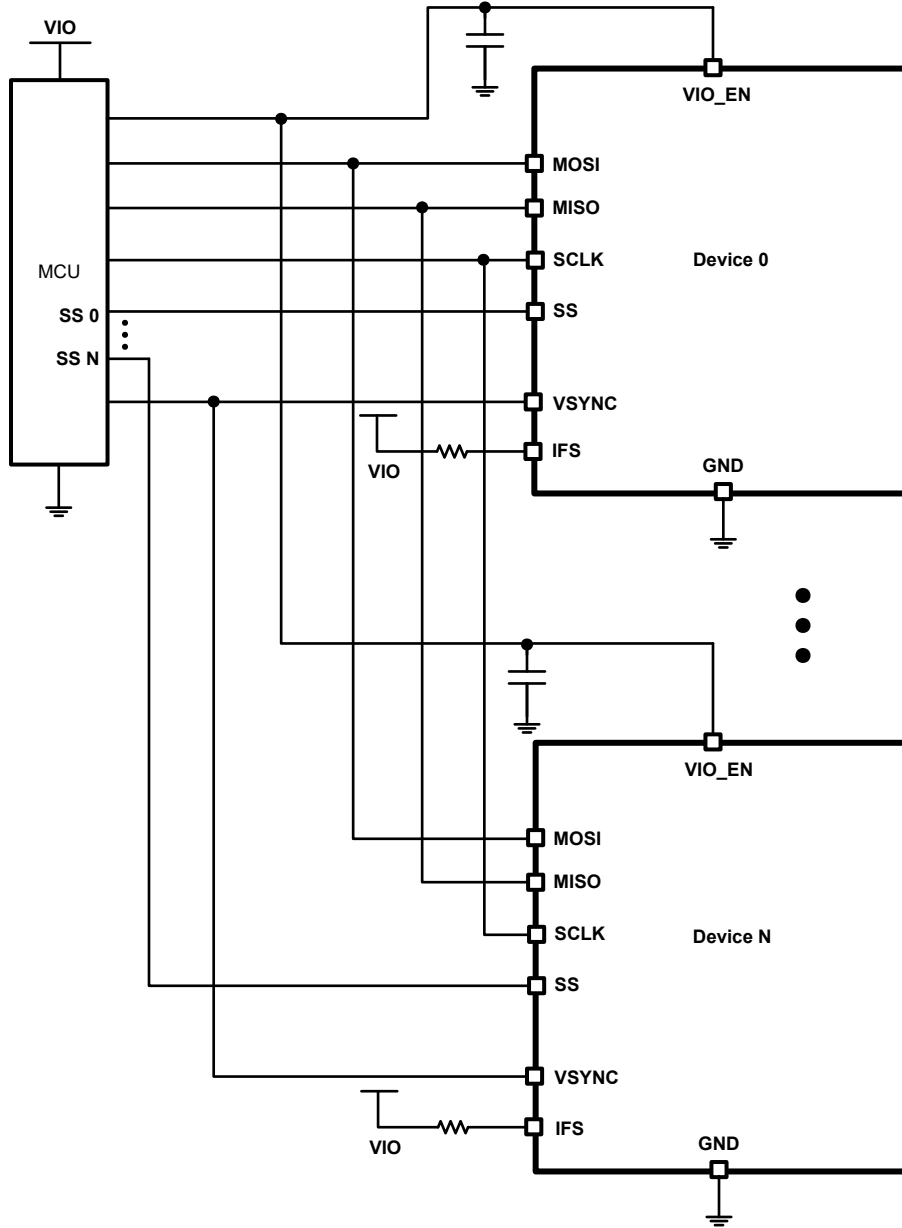 VIO
VIO_EN
MOSI
MISO
MCU
SCLK
Device 0
SS 0
SS
SS N
VSYNC
VIO
IFS
GND
VIO_EN
MOSI
MISO
SCLK
Device N
SS
VSYNC
VIO
IFS
GND